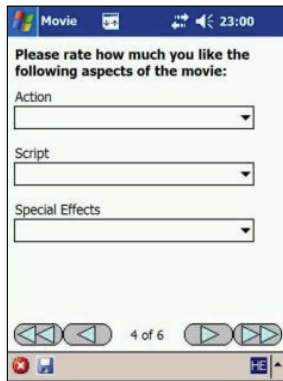 Movie 23:00
Please rate how much you like the
following aspects of the movie:
Action
Script
Special Effects
4 of 6
HE